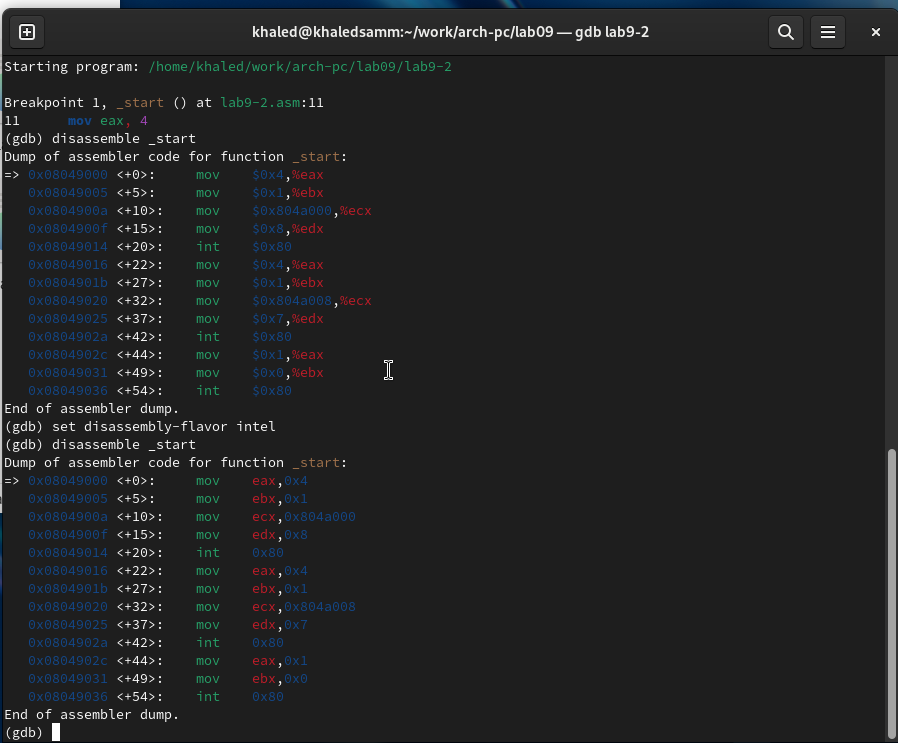 khaled@khaledsamm:~/work/arch-pc/lab09 — gdb lab9-2
Starting program: /home/khaled/work/arch-pc/lab09/lab9-2
Breakpoint 1, _start () at lab9-2.asm:11
11      mov eax, 4
(gdb) disassemble _start
Dump of assembler code for function _start:
=> 0x08049000 <+0>:     mov    $0x4,%eax
   0x08049005 <+5>:     mov    $0x1,%ebx
   0x0804900a <+10>:    mov    $0x804a000,%ecx
   0x0804900f <+15>:    mov    $0x8,%edx
   0x08049014 <+20>:    int    $0x80
   0x08049016 <+22>:    mov    $0x4,%eax
   0x0804901b <+27>:    mov    $0x1,%ebx
   0x08049020 <+32>:    mov    $0x804a008,%ecx
   0x08049025 <+37>:    mov    $0x7,%edx
   0x0804902a <+42>:    int    $0x80
   0x0804902c <+44>:    mov    $0x1,%eax
   0x08049031 <+49>:    mov    $0x0,%ebx
   0x08049036 <+54>:    int    $0x80
End of assembler dump.
(gdb) set disassembly-flavor intel
(gdb) disassemble _start
Dump of assembler code for function _start:
=> 0x08049000 <+0>:     mov    eax,0x4
   0x08049005 <+5>:     mov    ebx,0x1
   0x0804900a <+10>:    mov    ecx,0x804a000
   0x0804900f <+15>:    mov    edx,0x8
   0x08049014 <+20>:    int    0x80
   0x08049016 <+22>:    mov    eax,0x4
   0x0804901b <+27>:    mov    ebx,0x1
   0x08049020 <+32>:    mov    ecx,0x804a008
   0x08049025 <+37>:    mov    edx,0x7
   0x0804902a <+42>:    int    0x80
   0x0804902c <+44>:    mov    eax,0x1
   0x08049031 <+49>:    mov    ebx,0x0
   0x08049036 <+54>:    int    0x80
End of assembler dump.
(gdb)